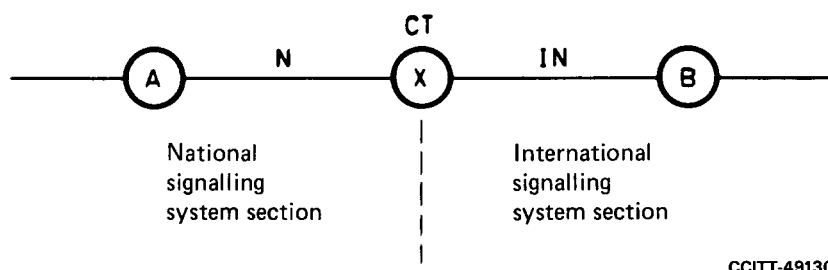 CT
A N X IN B
National
signalling
system section
International
signalling
system section
CCITT-49130